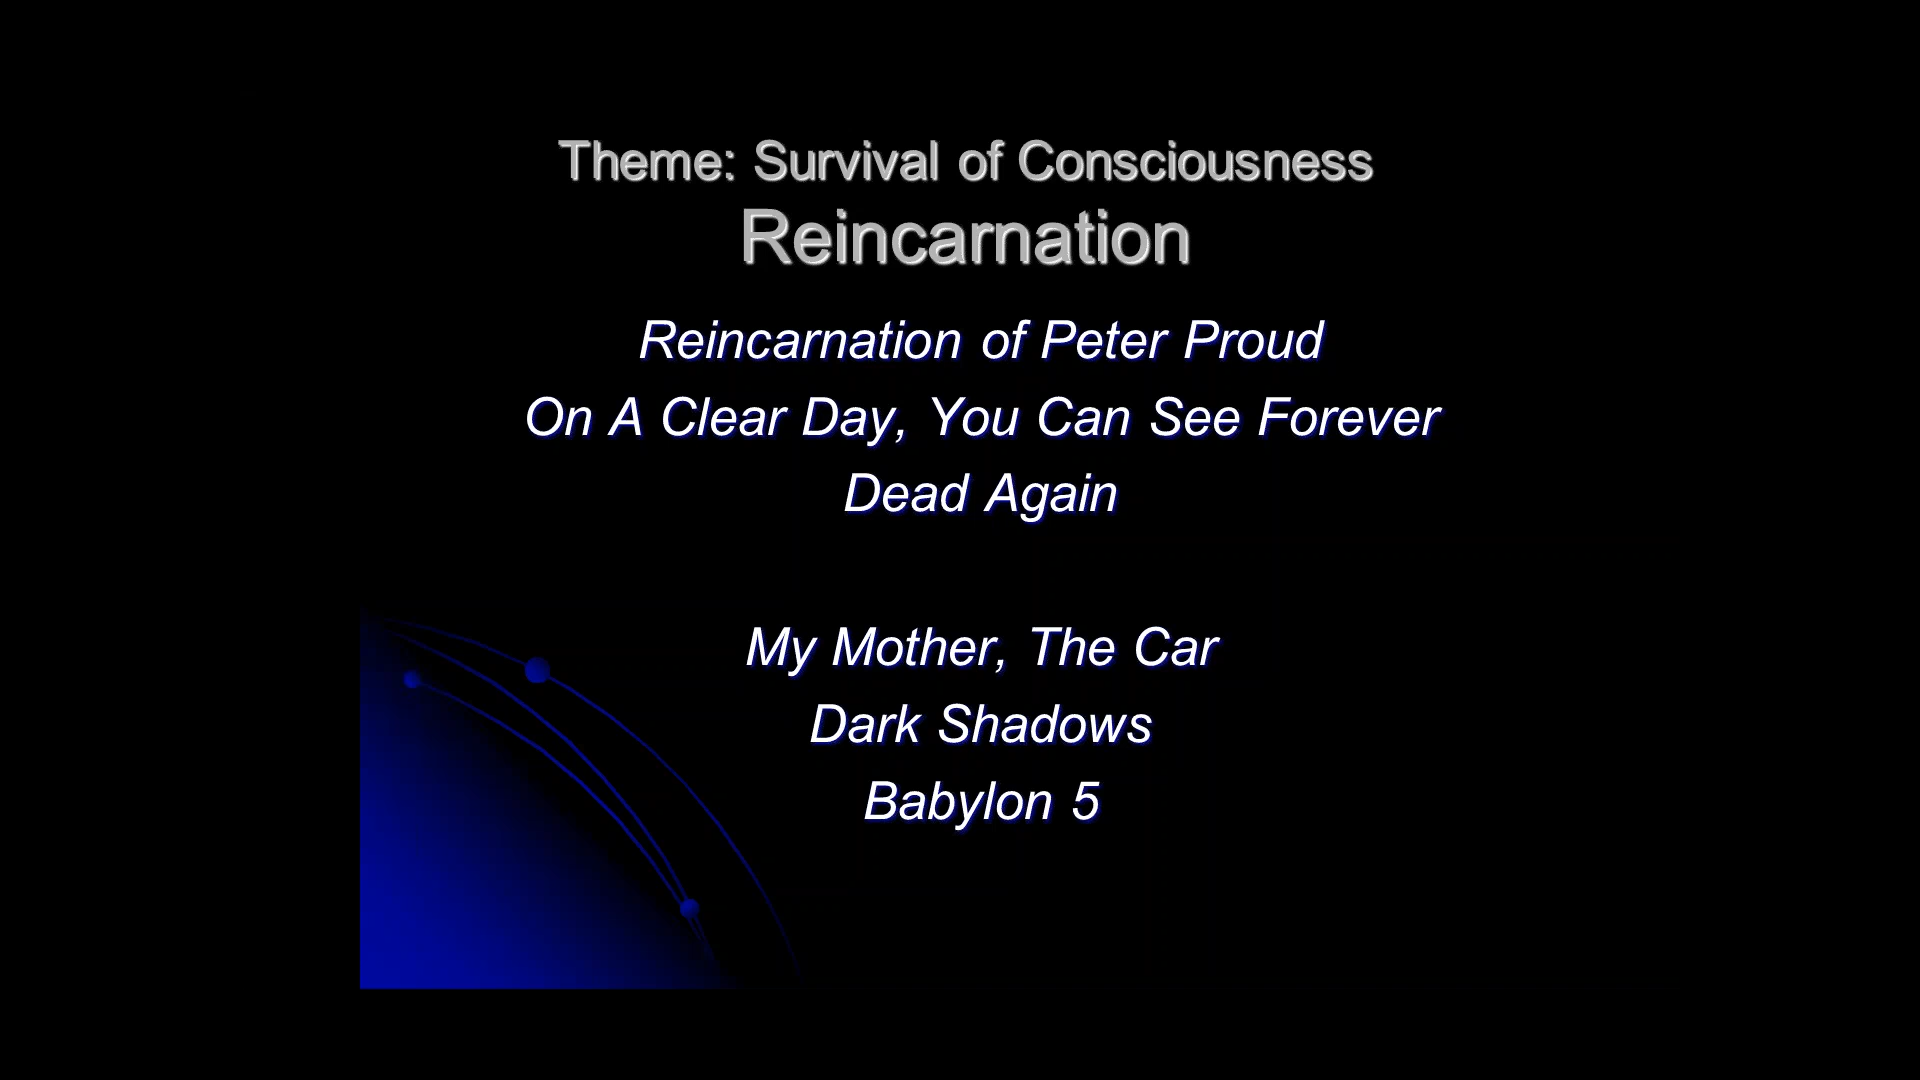 Theme: Survival of Consciousness
Reincarnation
Reincarnation of Peter Proud
On A Clear Day, You Can See Forever
Dead Again
My Mother, The Car
Dark Shadows
Babylon 5